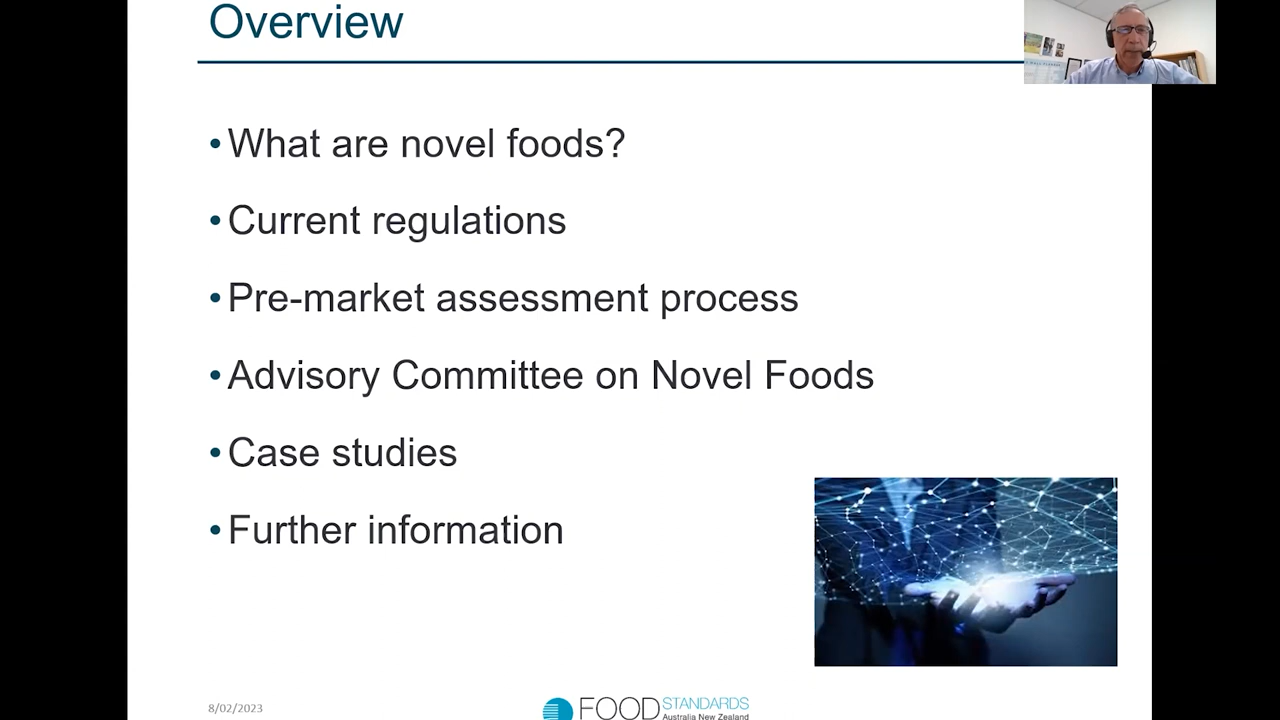 Overview
•What are novel foods?
•Current regulations
•Pre-market assessment process
•Advisory Committee on Novel Foods
•Case studies
•Further information
8/02/2023
FOOD STANDARDS
Australia New Zealand